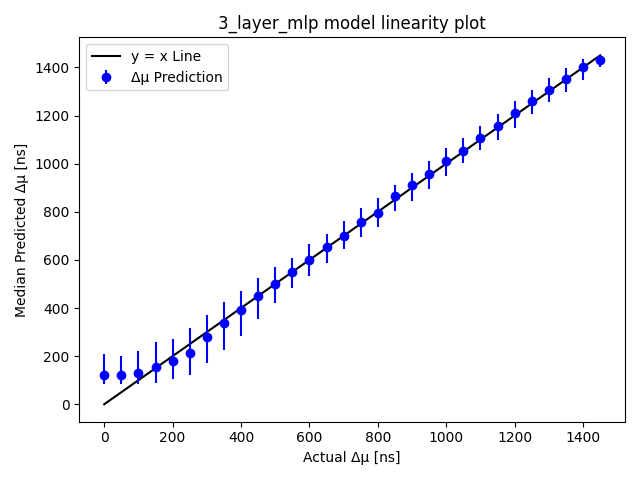 3_layer_mlp model linearity plot
y = x Line
Δμ Prediction
Median Predicted Δμ [ns]
1400
1200
1000
800
600
400
200
0
0 200 400 600 800 1000 1200 1400
Actual Δμ [ns]